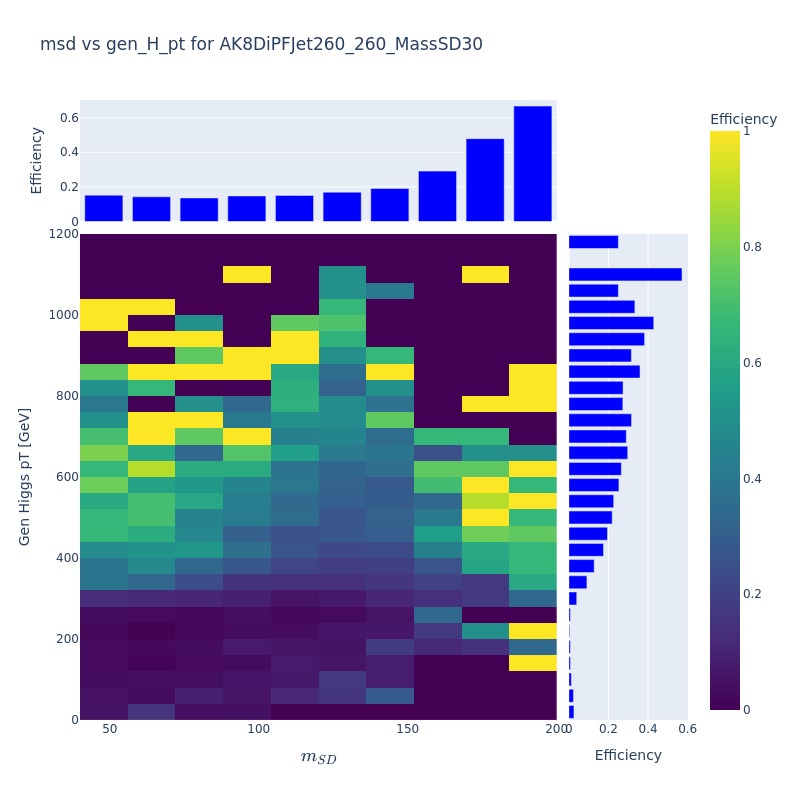 msd vs gen_H_pt for AK8DiPFJet260_260_MassSD30
Efficiency
0.6
0.4
0.2
0
Efficiency
1
0.8
0.6
0.4
0.2
0
Gen Higgs pT [GeV]
1200
1000
800
600
400
200
0
50 100 150 200
m_SD
0 0.2 0.4 0.6
Efficiency